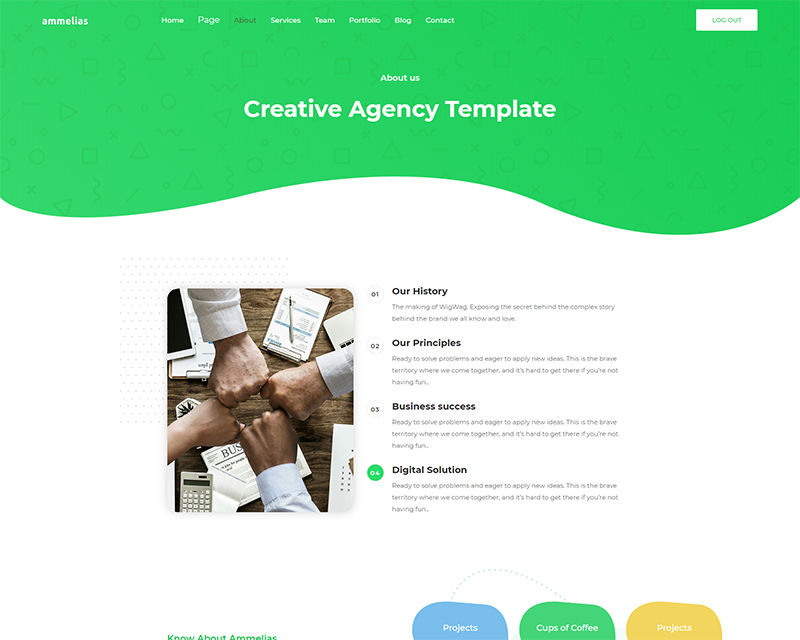 ammelias
Home Page About Services Team Portfolio Blog Contact
LOG OUT
About us
Creative Agency Template
01 Our History
The making of WigWag. Exposing the secret behind the complex story
behind the brand we all know and love.
02 Our Principles
Ready to solve problems and eager to apply new ideas. This is the brave
territory where we come together, and it's hard to get there if you're not
having fun..
03 Business success
Ready to solve problems and eager to apply new ideas. This is the brave
territory where we come together, and it's hard to get there if you're not
having fun..
04 Digital Solution
Ready to solve problems and eager to apply new ideas. This is the brave
territory where we come together, and it's hard to get there if you're not
having fun..
BUS
Projects Cups of Coffee Projects
Know About Ammelias